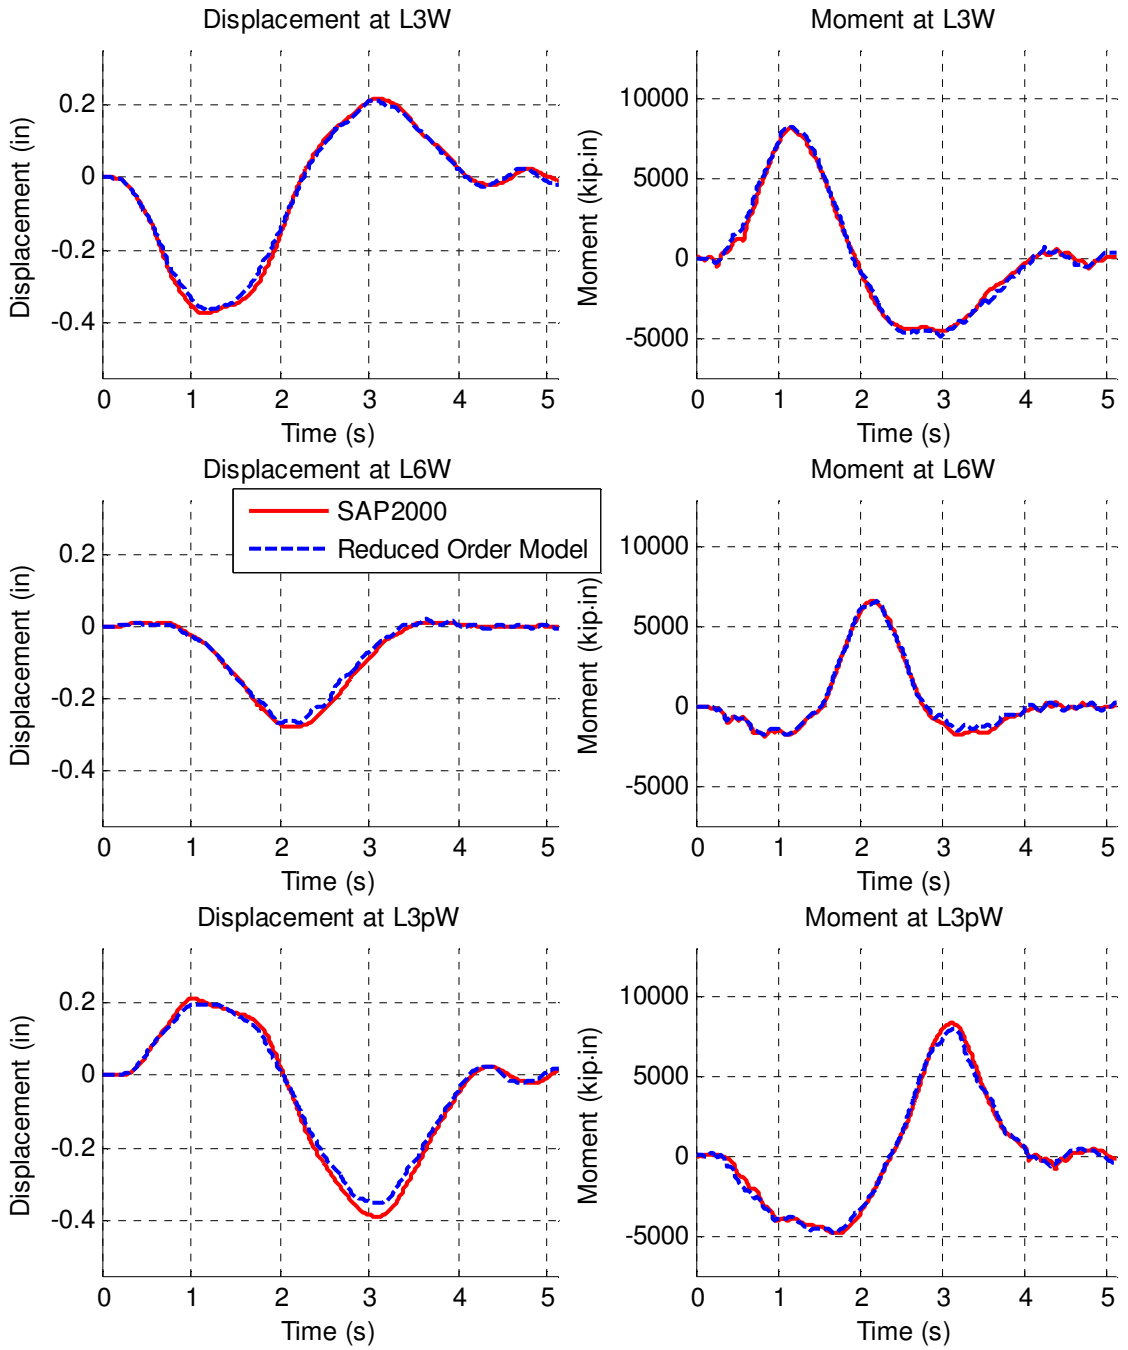 Displacement at L3W
0.2
0
-0.2
-0.4
Displacement (in)
0 1 2 3 4 5
Time (s)
Moment at L3W
10000
5000
0
-5000
Moment (kip·in)
0 1 2 3 4 5
Time (s)
Displacement at L6W
SAP2000
Reduced Order Model
0.2
0
-0.2
-0.4
Displacement (in)
0 1 2 3 4 5
Time (s)
Moment at L6W
10000
5000
0
-5000
Moment (kip·in)
0 1 2 3 4 5
Time (s)
Displacement at L3pW
0.2
0
-0.2
-0.4
Displacement (in)
0 1 2 3 4 5
Time (s)
Moment at L3pW
10000
5000
0
-5000
Moment (kip·in)
0 1 2 3 4 5
Time (s)